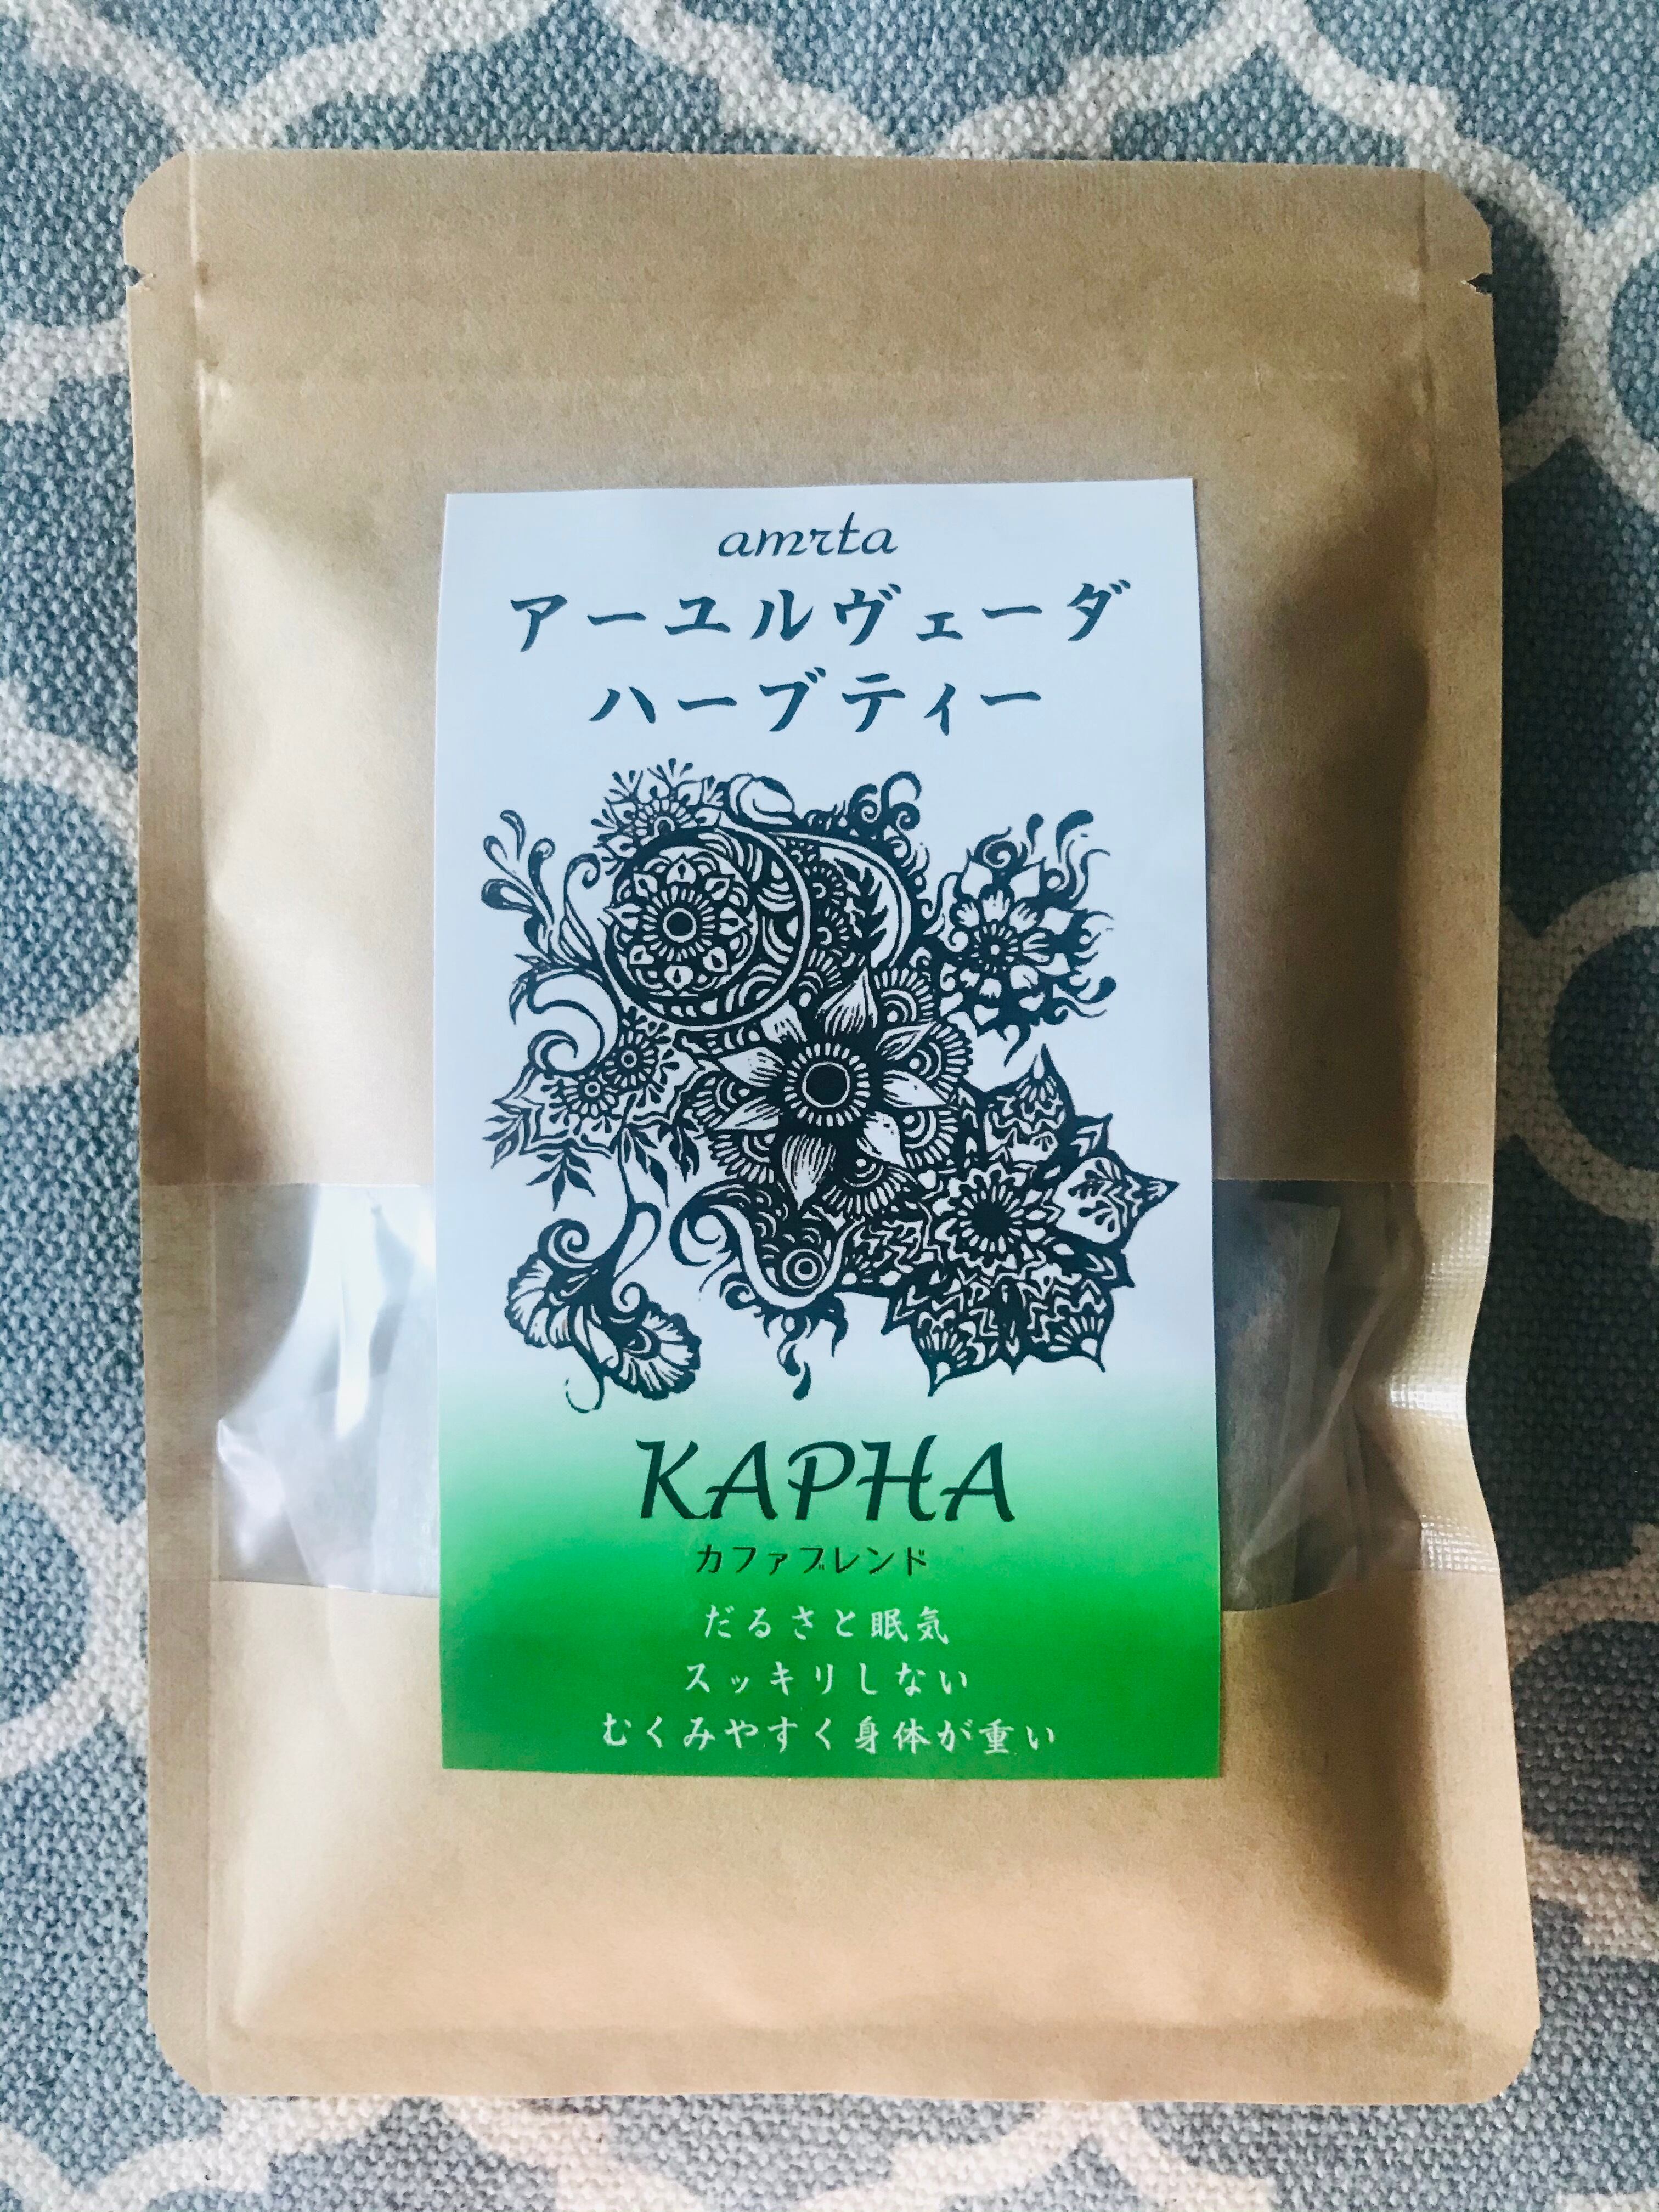 amrta
アーユルヴェーダ
ハーブティー
KAPHA
カファブレンド
だるさと眠気
スッキリしない
むくみやすく身体が重い